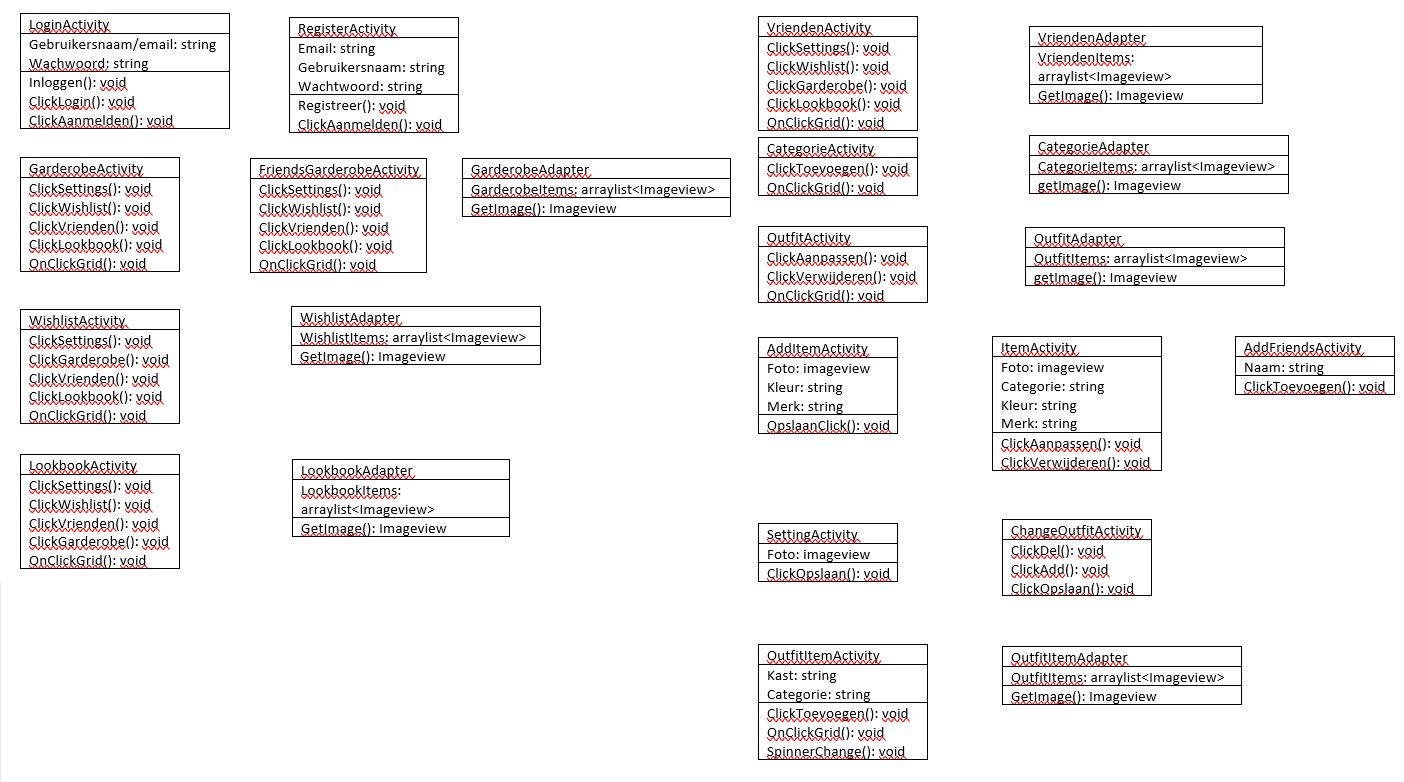 LoginActivity
Gebruikersnaam/email: string
Wachwoord: string
Inloggen(): void
ClickLogin(): void
ClickAanmelden(): void
RegisterActivity
Email: string
Gebruikersnaam: string
Wachtwoord: string
Registreer(): void
ClickAanmelden(): void
GarderobeActivity
ClickSettings(): void
ClickWishlist(): void
ClickVrienden(): void
ClickLookbook(): void
OnClickGrid(): void
FriendsGarderobeActivity
ClickSettings(): void
ClickWishlist(): void
ClickVrienden(): void
ClickLookbook(): void
OnClickGrid(): void
GarderobeAdapter
GarderobeItems: arraylist<Imageview>
GetImage(): Imageview
WishlistActivity
ClickSettings(): void
ClickGarderobe(): void
ClickVrienden(): void
ClickLookbook(): void
OnClickGrid(): void
WishlistAdapter
WishlistItems: arraylist<Imageview>
GetImage(): Imageview
LookbookActivity
ClickSettings(): void
ClickWishlist(): void
ClickVrienden(): void
ClickGarderobe(): void
OnClickGrid(): void
LookbookAdapter
LookbookItems:
arraylist<Imageview>
GetImage(): Imageview
VriendenActivity
ClickSettings(): void
ClickWishlist(): void
ClickGarderobe(): void
ClickLookbook(): void
OnClickGrid(): void
VriendenAdapter
VriendenItems:
arraylist<Imageview>
GetImage(): Imageview
CategorieActivity
ClickToevoegen(): void
OnClickGrid(): void
CategorieAdapter
CategorieItems: arraylist<Imageview>
getImage(): Imageview
OutfitActivity
ClickAanpassen(): void
ClickVerwijderen(): void
OnClickGrid(): void
OutfitAdapter
OutfitItems: arraylist<Imageview>
getImage(): Imageview
AddItemActivity
Foto: imageview
Kleur: string
Merk: string
OpslaanClick(): void
ItemActivity
Foto: imageview
Categorie: string
Kleur: string
Merk: string
ClickAanpassen(): void
ClickVerwijderen(): void
AddFriendsActivity
Naam: string
ClickToevoegen(): void
SettingActivity
Foto: imageview
ClickOpslaan(): void
ChangeOutfitActivity
ClickDel(): void
ClickAdd(): void
ClickOpslaan(): void
OutfitItemActivity
Kast: string
Categorie: string
ClickToevoegen(): void
OnClickGrid(): void
SpinnerChange(): void
OutfitItemAdapter
OutfitItems: arraylist<Imageview>
GetImage(): Imageview